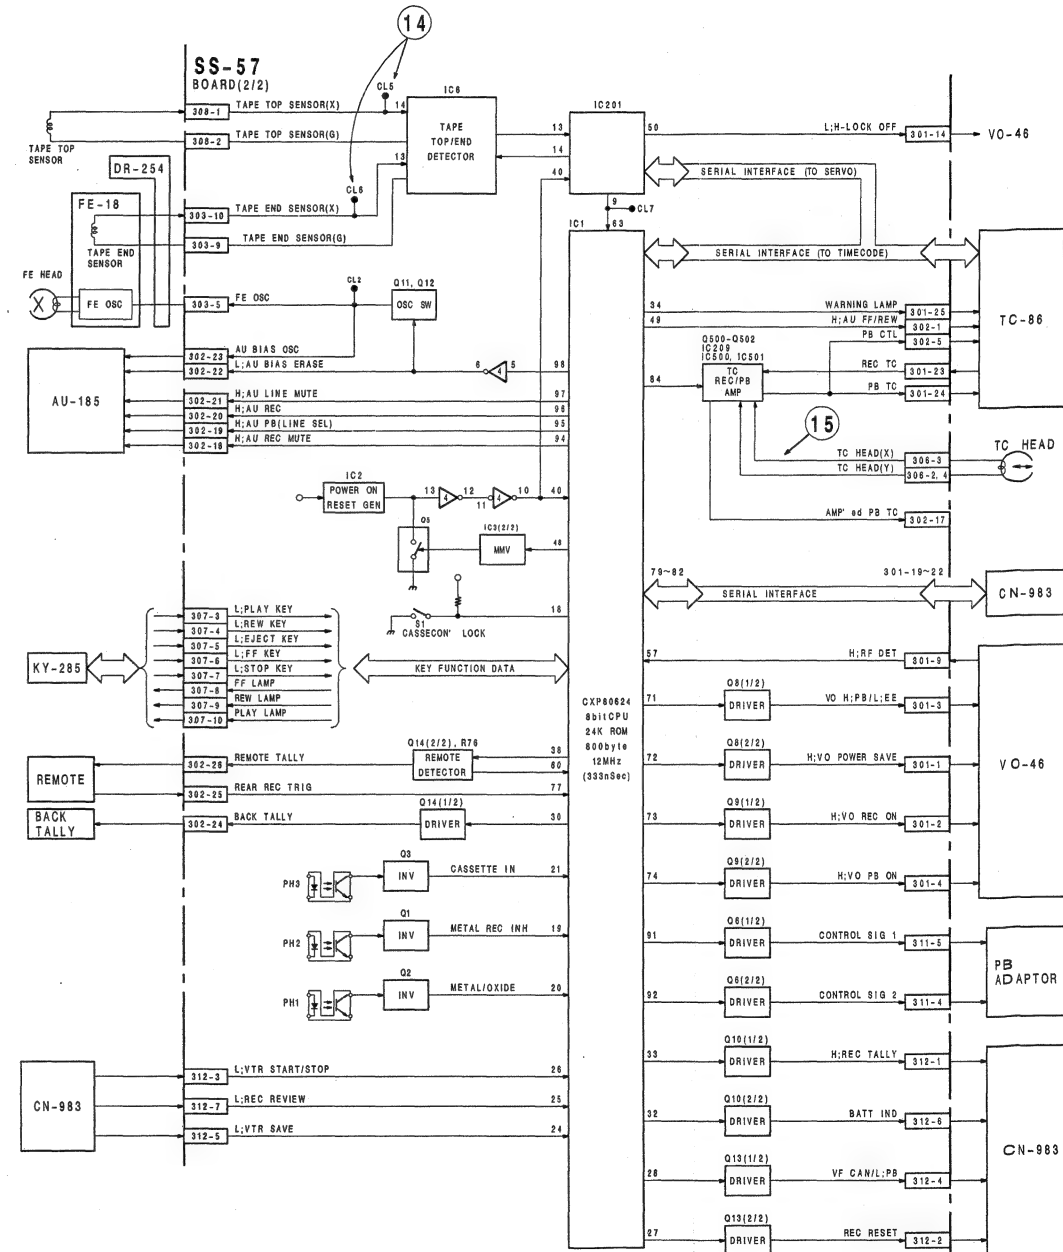 14
SS-57
BOARD(2/2)
CL5
IC6
IC201
308-1
TAPE TOP SENSOR(X)
14
TAPE
TOP/END
DETECTOR
13
50
L;H-LOCK OFF
301-14
VO-46
308-2
TAPE TOP SENSOR(G)
14
TAPE TOP
SENSOR
13
40
SERIAL INTERFACE (TO SERVO)
DR-254
CL6
FE-18
9
CL7
303-10
TAPE END SENSOR(X)
IC1
63
303-9
TAPE END SENSOR(G)
TAPE END
SENSOR
SERIAL INTERFACE (TO TIMECODE)
FE HEAD
CL2
Q11, Q12
FE OSC
303-5
FE OSC
OSC SW
34
WARNING LAMP
301-25
TC-86
49
H;AU FF/REW
302-1
Q500-Q502
IC209
IC500, IC501
PB CTL
302-5
AU-185
302-23
AU BIAS OSC
302-22
L;AU BIAS ERASE
6
4
5
98
84
TC
REC/PB
AMP
REC TC
301-23
PB TC
301-24
302-21
H;AU LINE MUTE
97
302-20
H;AU REC
96
302-19
H;AU PB(LINE SEL)
95
302-18
H;AU REC MUTE
94
15
TC HEAD
TC HEAD(X)
306-3
TC HEAD(Y)
306-2, 4
IC2
POWER ON
RESET GEN
13
4
12
11
4
10
40
AMP' ed PB TC
302-17
Q5
IC3(2/2)
MMV
48
79~82
301-19~22
SERIAL INTERFACE
CN-983
18
S1
CASSECON' LOCK
307-3
L;PLAY KEY
307-4
L;REW KEY
307-5
L;EJECT KEY
307-6
L;FF KEY
307-7
L;STOP KEY
307-8
FF LAMP
307-9
REW LAMP
307-10
PLAY LAMP
KY-285
KEY FUNCTION DATA
57
H;RF DET
301-9
VO-46
CXP80624
8bitCPU
24K ROM
800byte
12MHz
(333nSec)
71
Q8(1/2)
DRIVER
VO H;PB/L;EE
301-3
72
Q8(2/2)
DRIVER
H;VO POWER SAVE
301-1
REMOTE
302-26
REMOTE TALLY
Q14(2/2), R76
REMOTE
DETECTOR
38
60
302-25
REAR REC TRIG
77
BACK
TALLY
302-24
BACK TALLY
Q14(1/2)
DRIVER
30
73
Q9(1/2)
DRIVER
H;VO REC ON
301-2
PH3
Q3
INV
CASSETTE IN
21
74
Q9(2/2)
DRIVER
H;VO PB ON
301-4
PH2
Q1
INV
METAL REC INH
19
91
Q6(1/2)
DRIVER
CONTROL SIG 1
311-5
PB
ADAPTOR
PH1
Q2
INV
METAL/OXIDE
20
92
Q6(2/2)
DRIVER
CONTROL SIG 2
311-4
33
Q10(1/2)
DRIVER
H;REC TALLY
312-1
CN-983
CN-983
312-3
L;VTR START/STOP
26
312-7
L;REC REVIEW
25
312-5
L;VTR SAVE
24
32
Q10(2/2)
DRIVER
BATT IND
312-6
28
Q13(1/2)
DRIVER
VF CAN/L;PB
312-4
27
Q13(2/2)
DRIVER
REC RESET
312-2